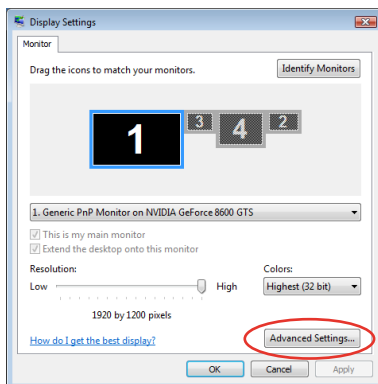 Display Settings
Monitor
Drag the icons to match your monitors.
Identify Monitors
1
3
4
2
1. Generic PnP Monitor on NVIDIA GeForce 8600 GTS
This is my main monitor
Extend the desktop onto this monitor
Resolution:
Colors:
Low
High
Highest (32 bit)
1920 by 1200 pixels
How do I get the best display?
Advanced Settings...
OK
Cancel
Apply